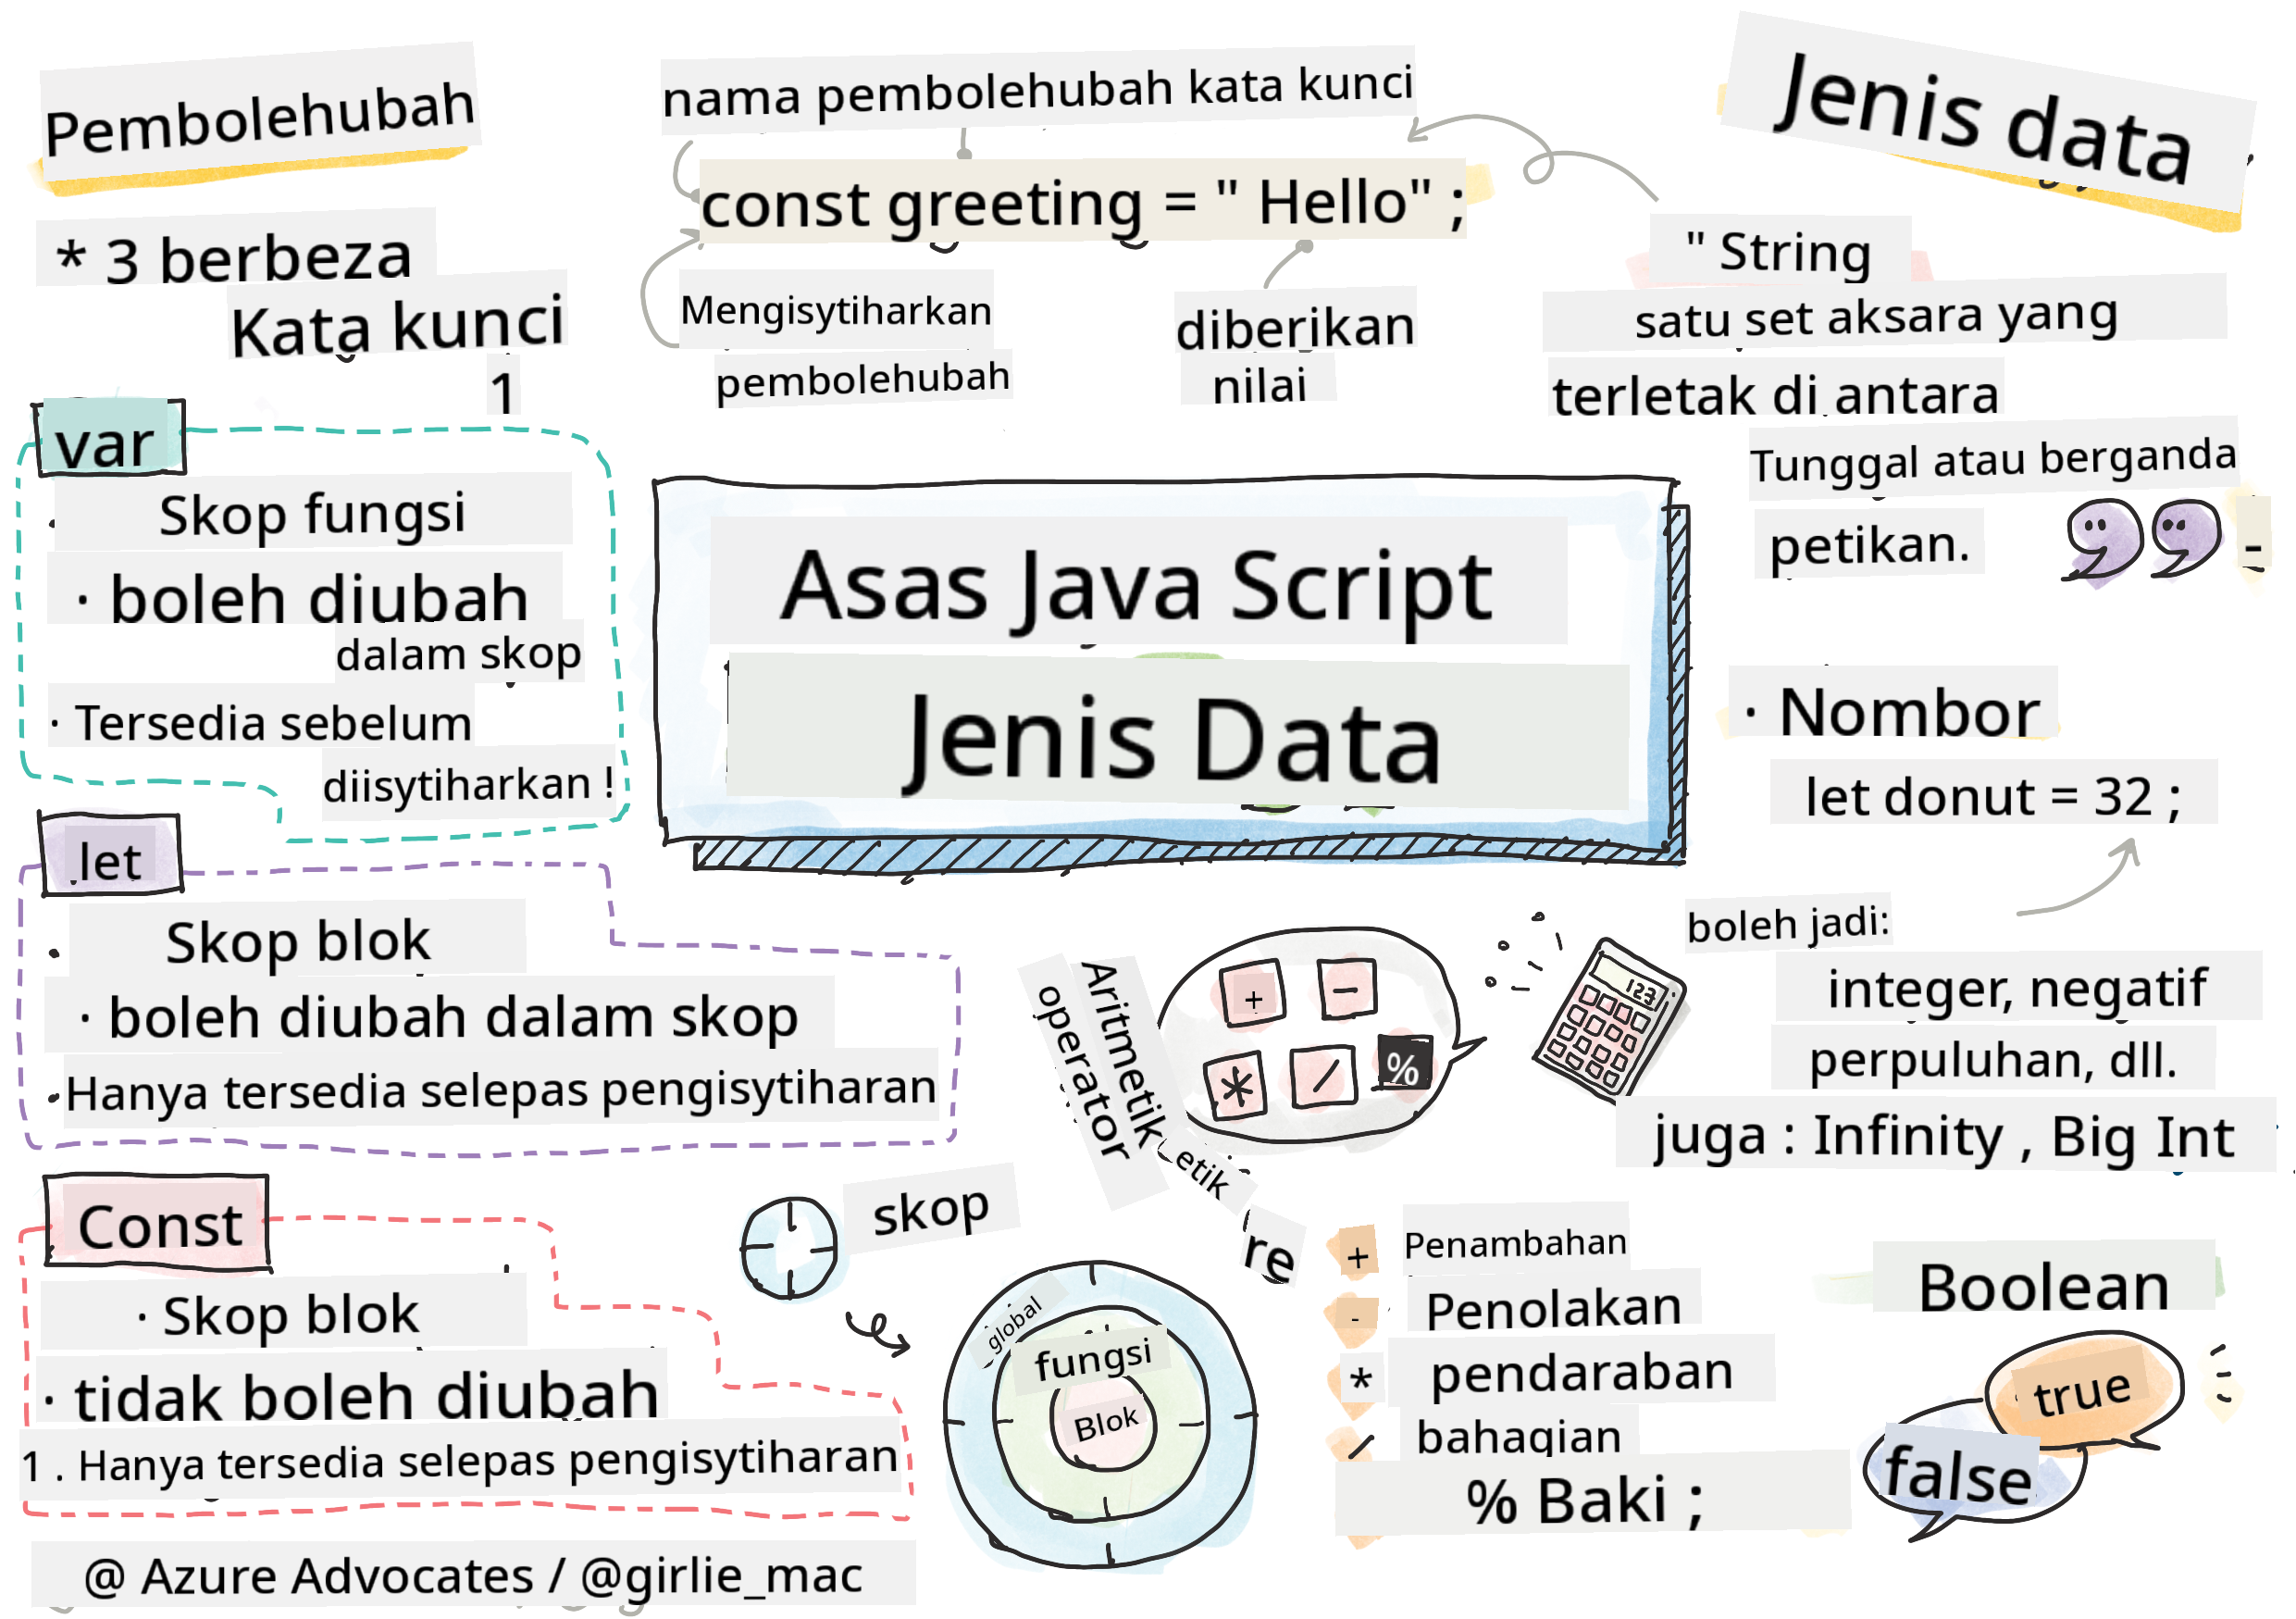 Pembolehubah
* 3 berbeza
Kata kunci
1
var
Skop fungsi
· boleh diubah
dalam skop
· Tersedia sebelum
diisytiharkan !
let
Skop blok
· boleh diubah dalam skop
Hanya tersedia selepas pengisytiharan
Const
· Skop blok
· tidak boleh diubah
1 . Hanya tersedia selepas pengisytiharan
@ Azure Advocates / @girlie_mac
nama pembolehubah kata kunci
const greeting = " Hello" ;
Mengisytiharkan
pembolehubah
diberikan
nilai
Asas Java Script
Jenis Data
Aritmetik
operator
etik
re
+ -
* / %
123
skop
global
fungsi
Blok
+ Penambahan
- Penolakan
* pendaraban
/ bahagian
% Baki ;
Jenis data
" String
satu set aksara yang
terletak di antara
Tunggal atau berganda
petikan.
-
· Nombor
let donut = 32 ;
boleh jadi:
integer, negatif
perpuluhan, dll.
juga : Infinity , Big Int
Boolean
true
false